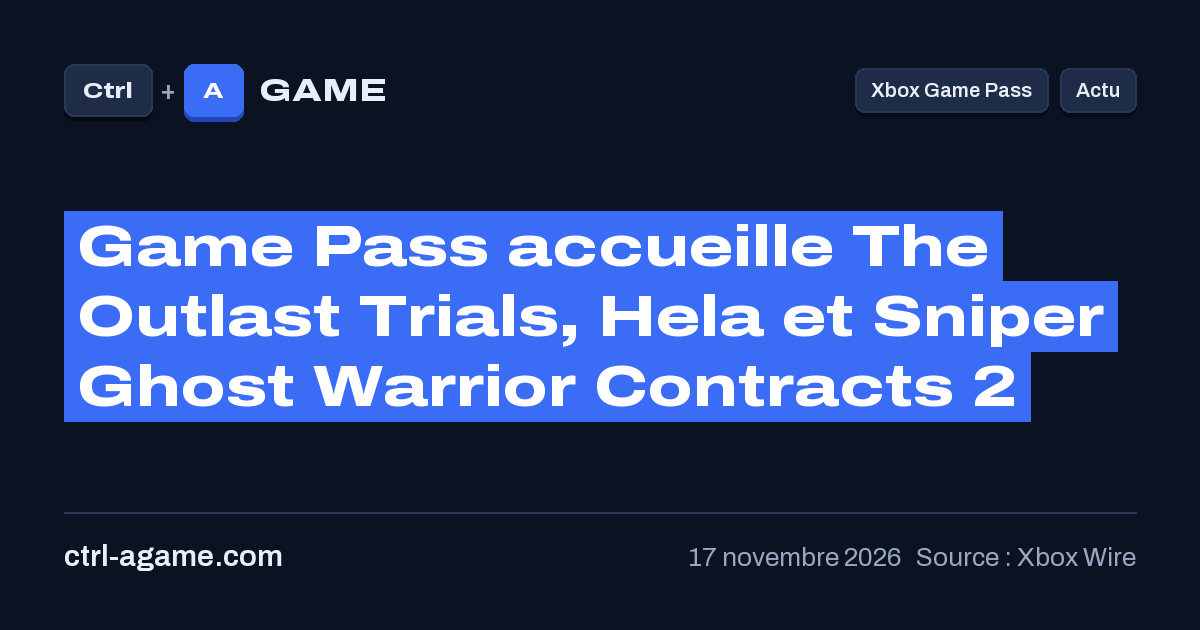 Ctrl + A GAME
Xbox Game Pass
Actu
Game Pass accueille The
Outlast Trials, Hela et Sniper
Ghost Warrior Contracts 2
ctrl-agame.com
17 novembre 2026 Source : Xbox Wire